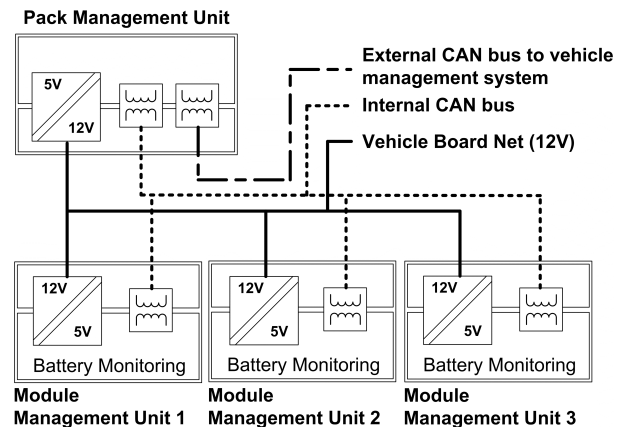 Pack Management Unit
5V
12V
External CAN bus to vehicle
management system
Internal CAN bus
Vehicle Board Net (12V)
12V
5V
Battery Monitoring
Module
Management Unit 1
12V
5V
Battery Monitoring
Module
Management Unit 2
12V
5V
Battery Monitoring
Module
Management Unit 3